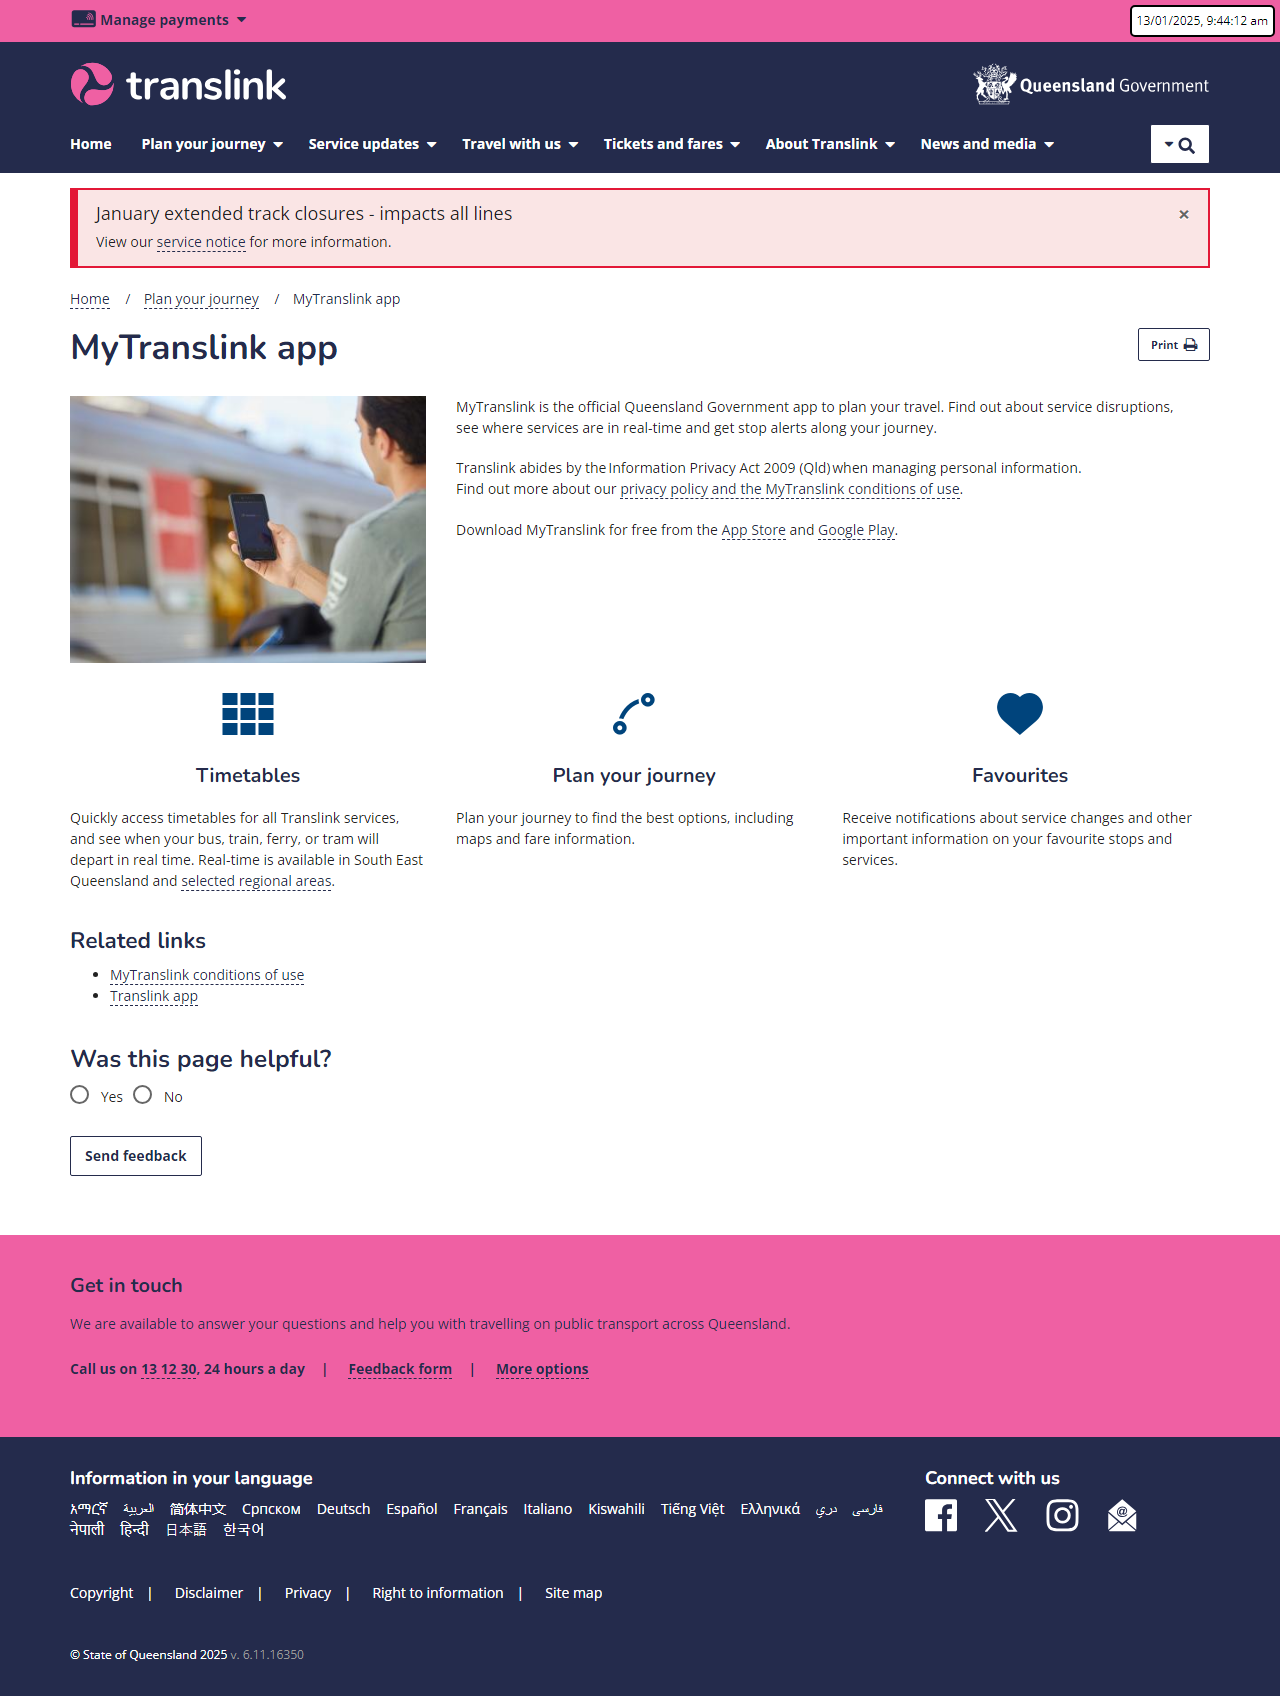 Manage payments
13/01/2025, 9:44:12 am
translink
Queensland Government
Home Plan your journey Service updates Travel with us Tickets and fares About Translink News and media
January extended track closures - impacts all lines ×
View our service notice for more information.
Home / Plan your journey / MyTranslink app
MyTranslink app
Print
MyTranslink is the official Queensland Government app to plan your travel. Find out about service disruptions,
see where services are in real-time and get stop alerts along your journey.
Translink abides by the Information Privacy Act 2009 (Qld) when managing personal information.
Find out more about our privacy policy and the MyTranslink conditions of use.
Download MyTranslink for free from the App Store and Google Play.
Timetables
Quickly access timetables for all Translink services,
and see when your bus, train, ferry, or tram will
depart in real time. Real-time is available in South East
Queensland and selected regional areas.
Plan your journey
Plan your journey to find the best options, including
maps and fare information.
Favourites
Receive notifications about service changes and other
important information on your favourite stops and
services.
Related links
MyTranslink conditions of use
Translink app
Was this page helpful?
Yes No
Send feedback
Get in touch
We are available to answer your questions and help you with travelling on public transport across Queensland.
Call us on 13 12 30, 24 hours a day | Feedback form | More options
Information in your language
አማርኛ العربية 简体中文 Српском Deutsch Español Français Italiano Kiswahili Tiếng Việt Ελληνικά دري فارسی
नेपाली हिन्दी 日本語 한국어
Connect with us
Copyright | Disclaimer | Privacy | Right to information | Site map
© State of Queensland 2025 v. 6.11.16350